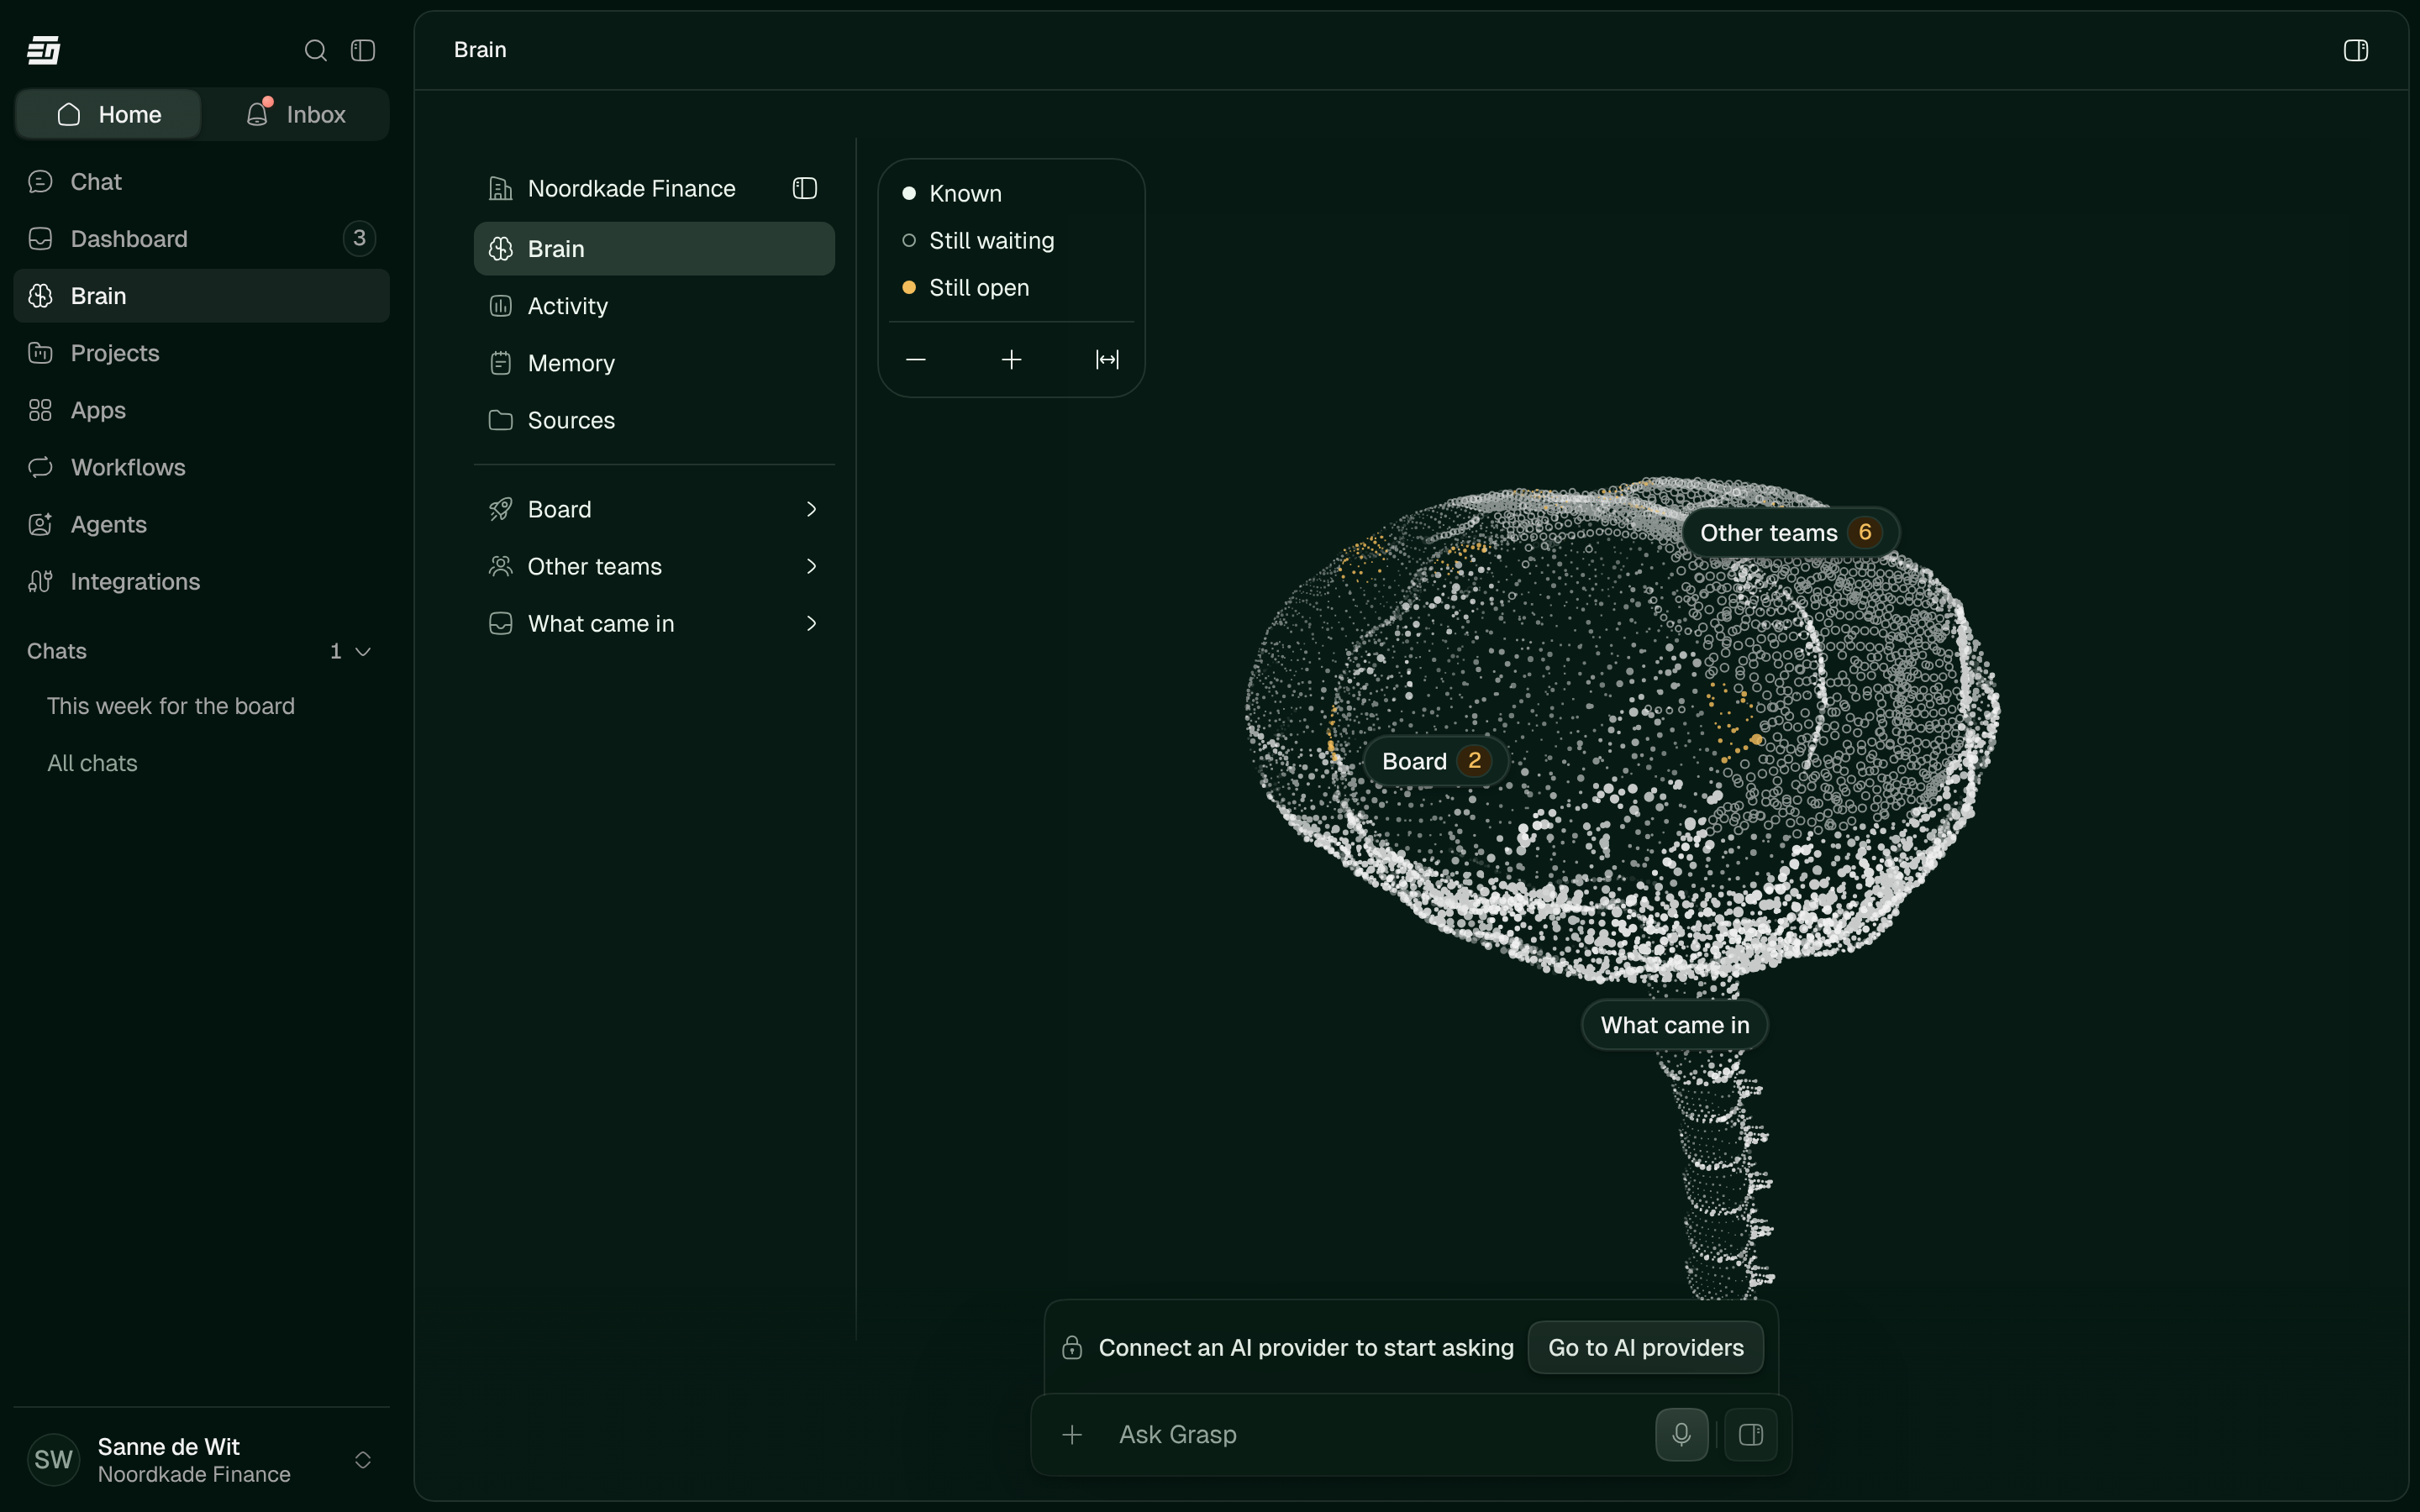 Brain
Home
Inbox
Chat
Dashboard
3
Brain
Projects
Apps
Workflows
Agents
Integrations
Chats
1
This week for the board
All chats
SW
Sanne de Wit
Noordkade Finance
Noordkade Finance
Brain
Activity
Memory
Sources
Board
Other teams
What came in
Known
Still waiting
Still open
Other teams 6
Board 2
What came in
Connect an AI provider to start asking
Go to AI providers
Ask Grasp